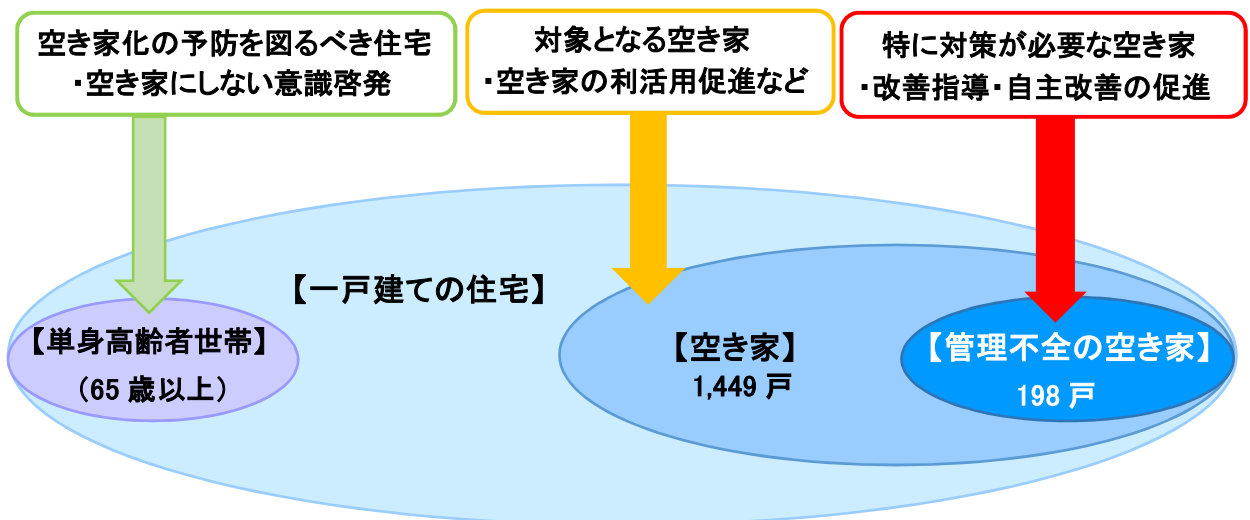 空き家化の予防を図るべき住宅
・空き家にしない意識啓発
対象となる空き家
・空き家の利活用促進など
特に対策が必要な空き家
・改善指導・自主改善の促進
【一戸建ての住宅】
【単身高齢者世帯】
（65 歳以上）
【空き家】
1,449 戸
【管理不全の空き家】
198 戸